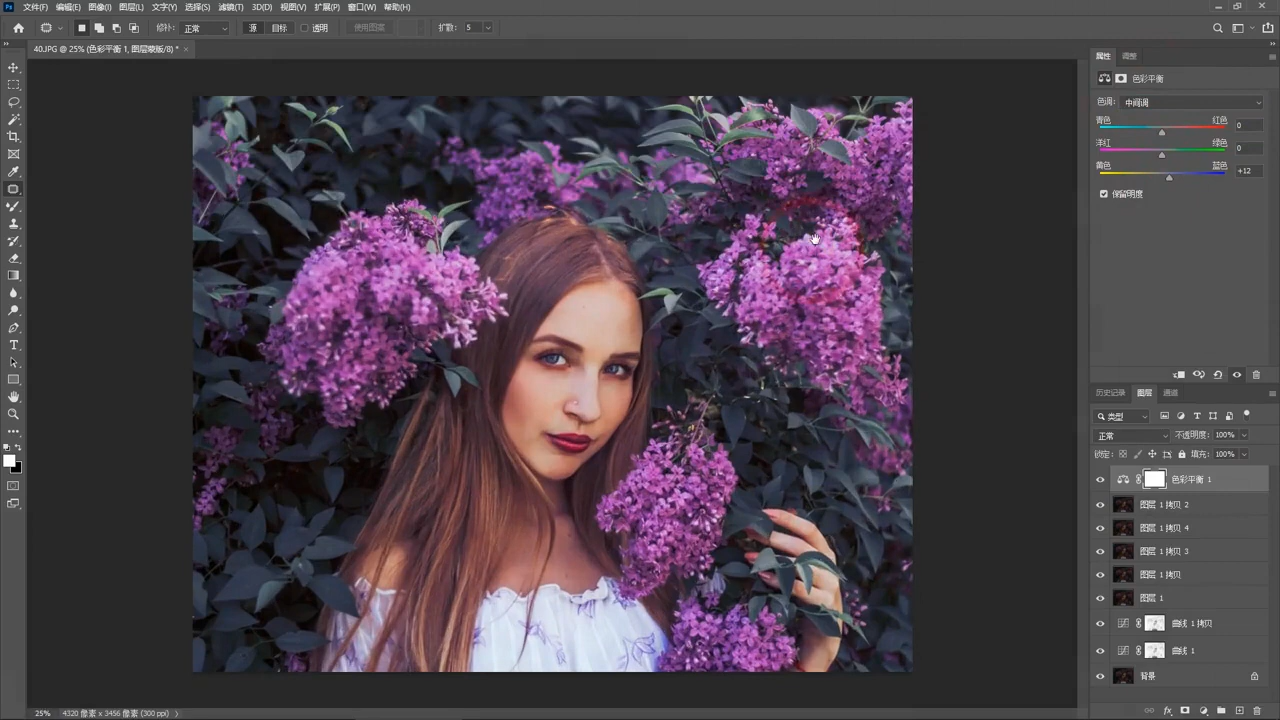 Ps 文件(F) 编辑(E) 图像(I) 图层(L) 文字(Y) 选择(S) 滤镜(T) 3D(D) 视图(V) 扩展(P) 窗口(W) 帮助(H)
修补: 正常 源 目标 透明 使用图案 扩散: 5
40.JPG @ 25% (色彩平衡 1, 图层蒙版/8) * ×
属性 调整
色彩平衡
色调: 中间调
青色 红色 0
洋红 绿色 0
黄色 蓝色 +12
保留明度
历史记录 图层 通道
类型
正常 不透明度: 100%
锁定: 填充: 100%
色彩平衡 1
图层 1 拷贝 2
图层 1 拷贝 4
图层 1 拷贝 3
图层 1 拷贝
图层 1
曲线 1 拷贝
曲线 1
背景
25% 4320 像素 x 3456 像素 (300 ppi)